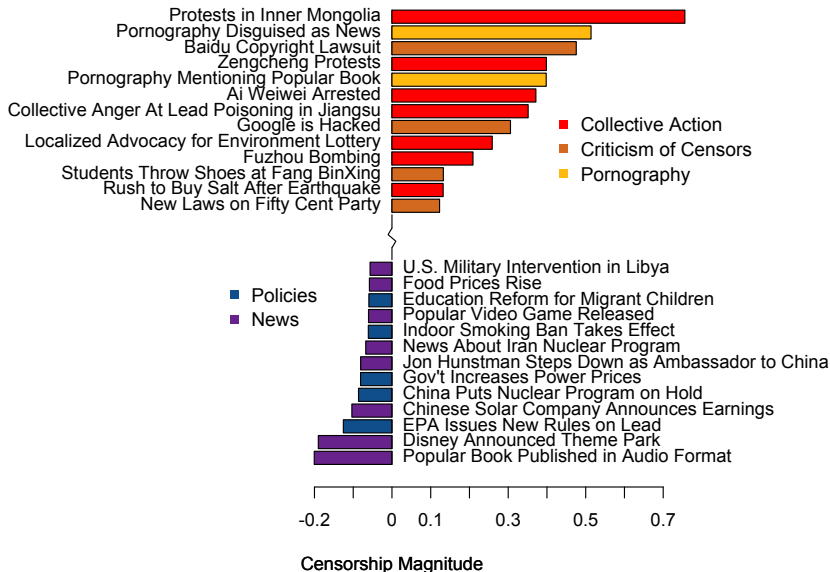 Protests in Inner Mongolia
Pornography Disguised as News
Baidu Copyright Lawsuit
Zengcheng Protests
Pornography Mentioning Popular Book
Ai Weiwei Arrested
Collective Anger At Lead Poisoning in Jiangsu
Google is Hacked
Localized Advocacy for Environment Lottery
Fuzhou Bombing
Students Throw Shoes at Fang BinXing
Rush to Buy Salt After Earthquake
New Laws on Fifty Cent Party
Collective Action
Criticism of Censors
Pornography
Policies
News
U.S. Military Intervention in Libya
Food Prices Rise
Education Reform for Migrant Children
Popular Video Game Released
Indoor Smoking Ban Takes Effect
News About Iran Nuclear Program
Jon Hunstman Steps Down as Ambassador to China
Gov't Increases Power Prices
China Puts Nuclear Program on Hold
Chinese Solar Company Announces Earnings
EPA Issues New Rules on Lead
Disney Announced Theme Park
Popular Book Published in Audio Format
-0.2 0 0.1 0.3 0.5 0.7
Censorship Magnitude